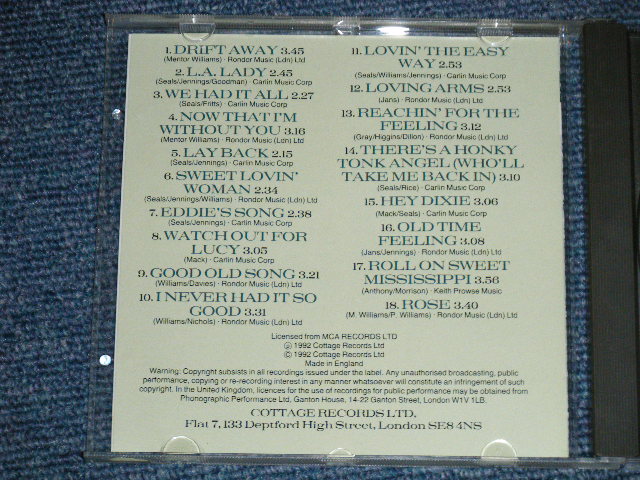 1. DRIFT AWAY 3.45
(Mentor Williams) · Rondor Music (Ldn) Ltd
2. L.A. LADY 2.45
(Seals/Jennings/Goodman) · Carlin Music Corp
3. WE HAD IT ALL 2.27
(Seals/Fritts) · Carlin Music Corp
4. NOW THAT I'M
WITHOUT YOU 3.16
(Mentor Williams) · Rondor Music (Ldn) Ltd
5. LAY BACK 2.15
(Seals/Jennings) · Carlin Music Corp
6. SWEET LOVIN'
WOMAN 2.34
(Seals/Jennings/Williams) · Rondor Music (Ldn) Ltd
7. EDDIE'S SONG 2.38
(Seals/Jennings) · Carlin Music Corp
8. WATCH OUT FOR
LUCY 3.05
(Mack) · Carlin Music Corp
9. GOOD OLD SONG 3.21
(Williams/Davies) · Rondor Music (Ldn) Ltd
10. I NEVER HAD IT SO
GOOD 3.31
(Williams/Nichols) · Rondor Music (Ldn) Ltd
11. LOVIN' THE EASY
WAY 2.53
(Seals/Williams/Jennings) · Carlin Music Corp
12. LOVING ARMS 2.53
(Jans) · Rondor Music (Ldn) Ltd
13. REACHIN' FOR THE
FEELING 3.12
(Gray/Higgins/Dillon) · Rondor Music (Ldn) Ltd
14. THERE'S A HONKY
TONK ANGEL (WHO'LL
TAKE ME BACK IN) 3.10
(Seals/Rice) · Carlin Music Corp
15. HEY DIXIE 3.06
(Mack/Seals) · Carlin Music Corp
16. OLD TIME
FEELING 3.08
(Jans/Jennings) · Rondor Music (Ldn) Ltd
17. ROLL ON SWEET
MISSISSIPPI 3.56
(Anthony/Morrison) · Keith Prowse Music
18. ROSE 3.40
(M. Williams/P. Williams) · Rondor Music (Ldn) Ltd
Licensed from MCA RECORDS LTD
℗ 1992 Cottage Records Ltd
© 1992 Cottage Records Ltd
Made in England
Warning: Copyright subsists in all recordings issued under the label. Any unauthorised broadcasting, public
performance, copying or re-recording interest in any manner whatsoever will constitute an infringement of such
copyright. In the United Kingdom, licences for the use of recordings for public performance may be obtained from
Phonographic Performance Ltd, Ganton House, 14-22 Ganton Street, London W1V 1LB.
COTTAGE RECORDS LTD,
Flat 7, 133 Deptford High Street, London SE8 4NS